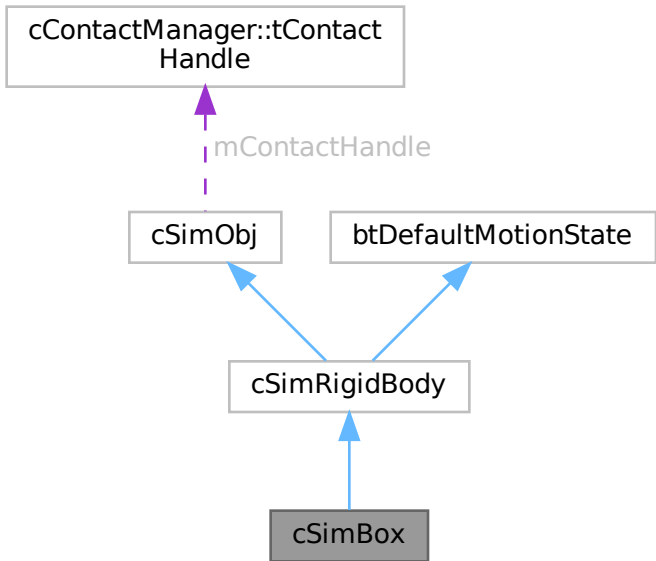 cContactManager::tContact
Handle
mContactHandle
cSimObj
btDefaultMotionState
cSimRigidBody
cSimBox